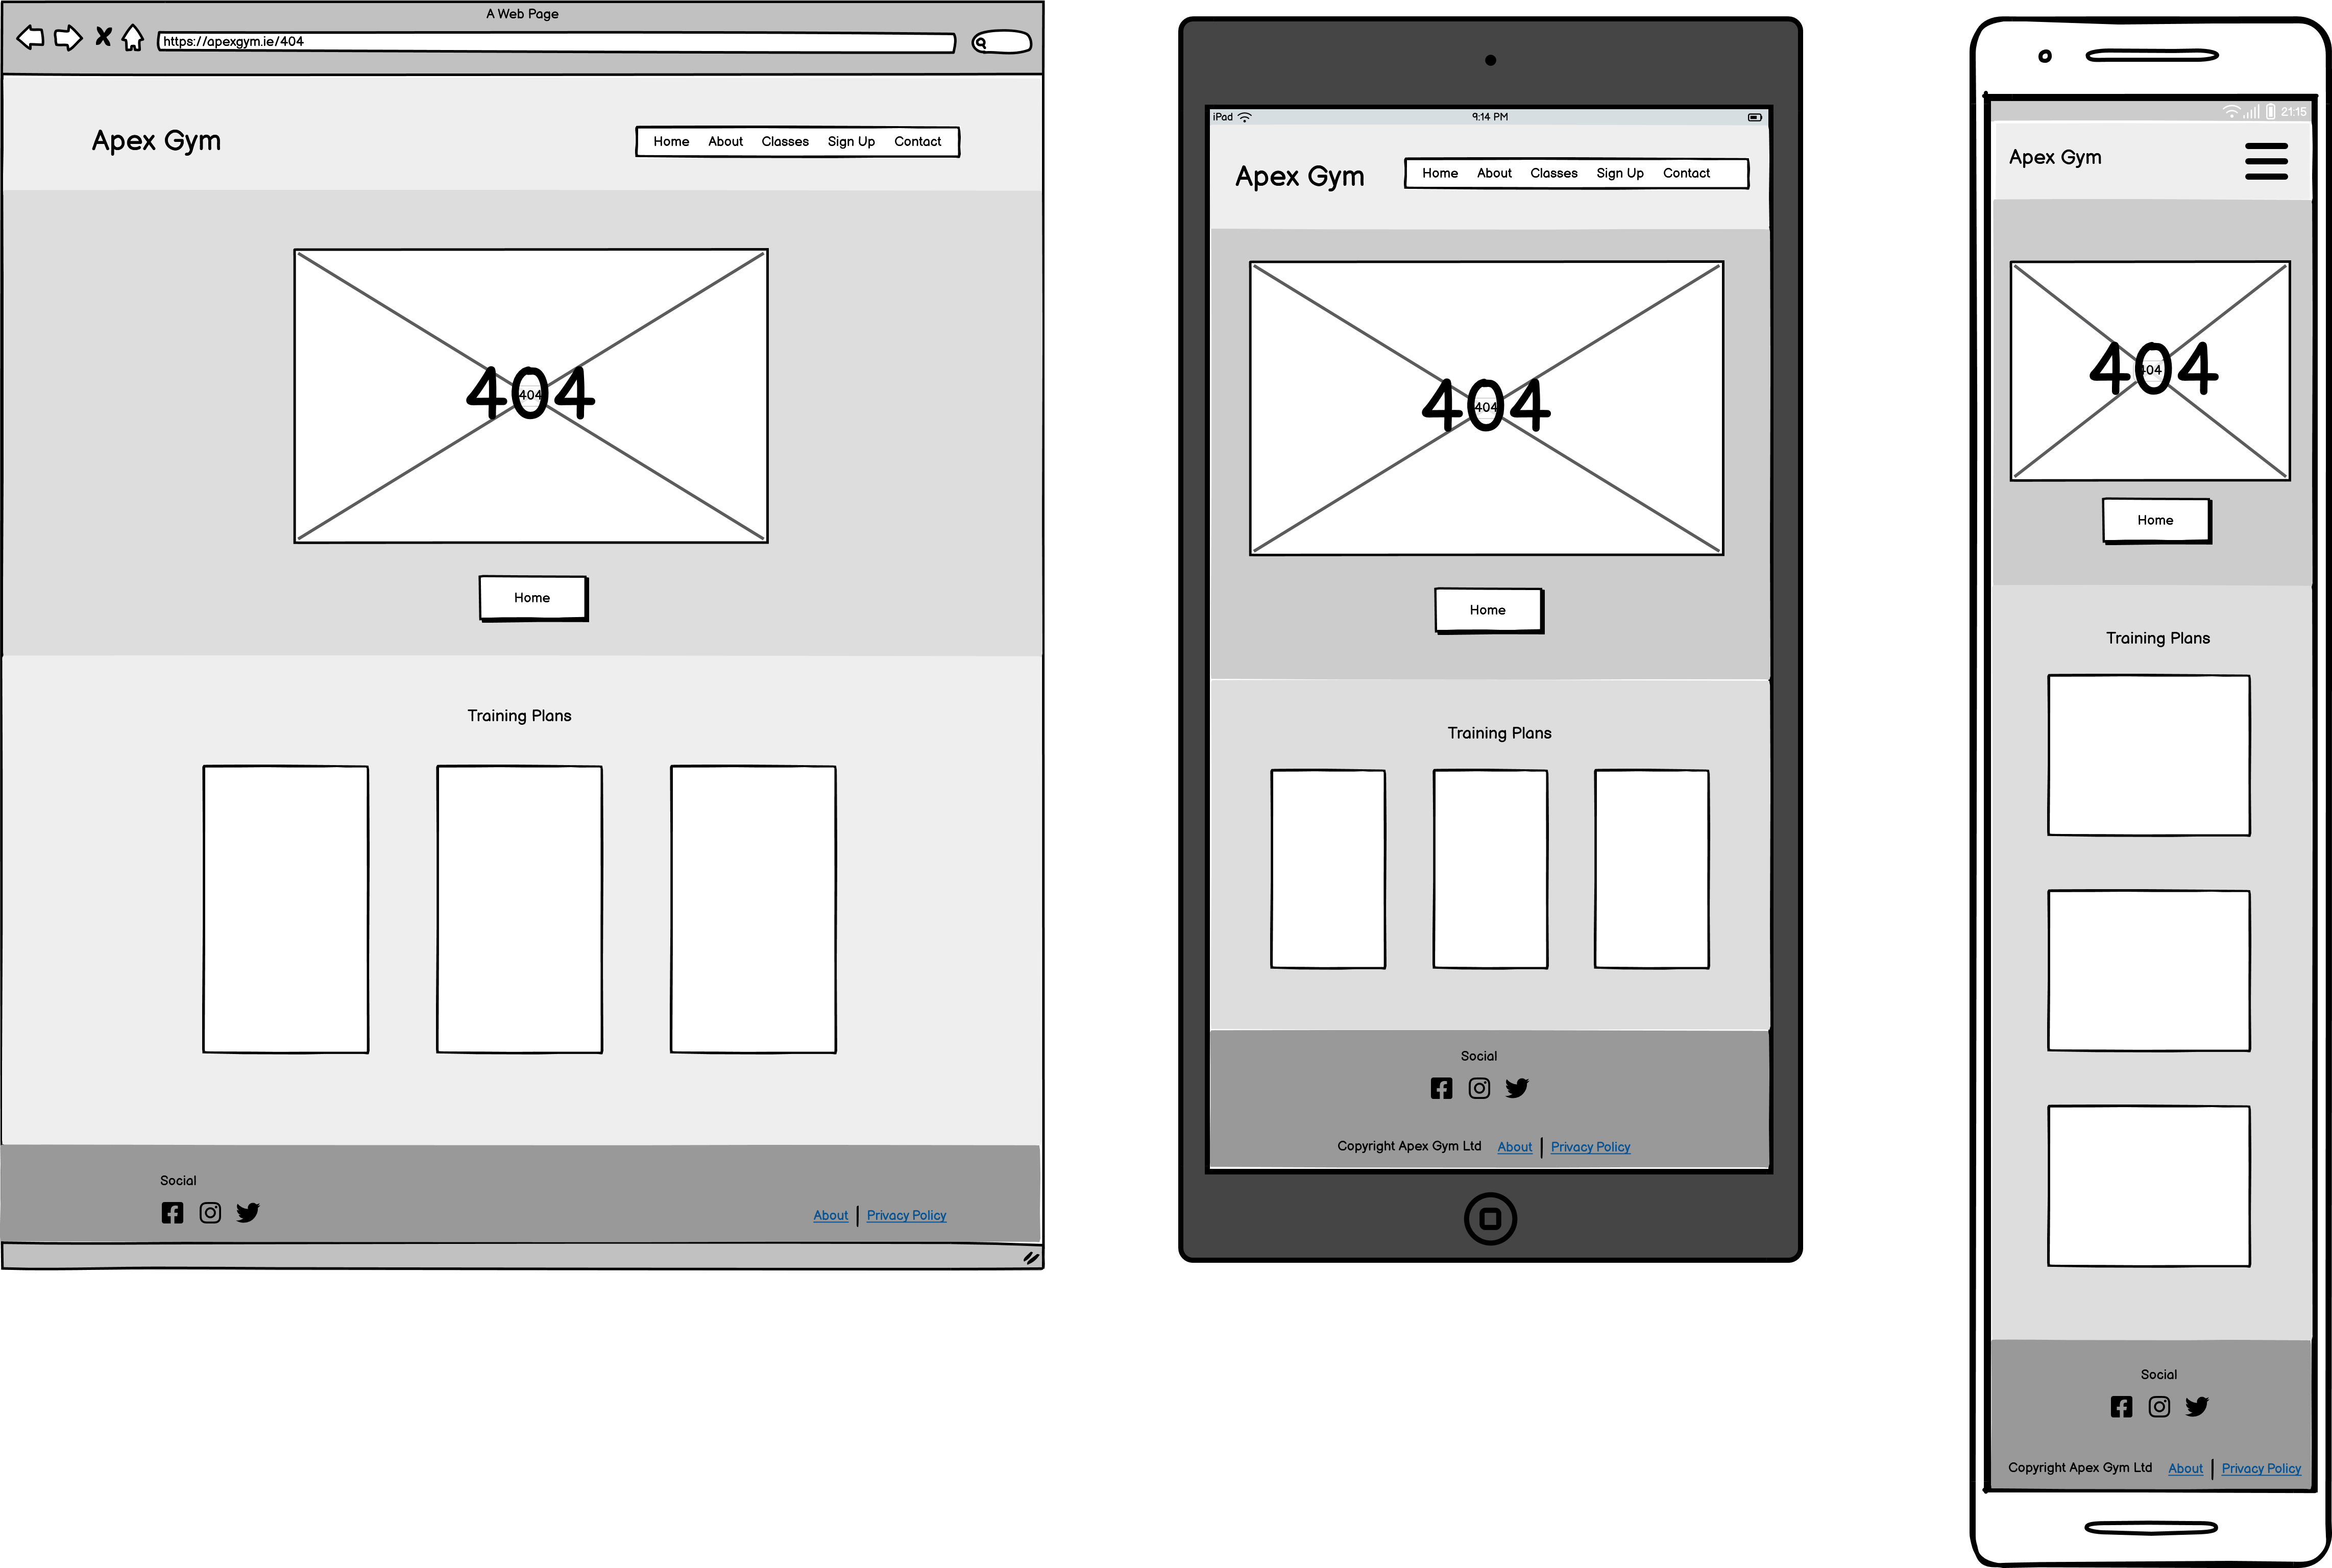 A Web Page
https://apexgym.ie/404
Apex Gym
Home About Classes Sign Up Contact
404
404
Home
Training Plans
Social
About | Privacy Policy
iPad 9:14 PM
Apex Gym
Home About Classes Sign Up Contact
404
404
Home
Training Plans
Social
Copyright Apex Gym Ltd About | Privacy Policy
21:15
Apex Gym
404
404
Home
Training Plans
Social
Copyright Apex Gym Ltd About | Privacy Policy